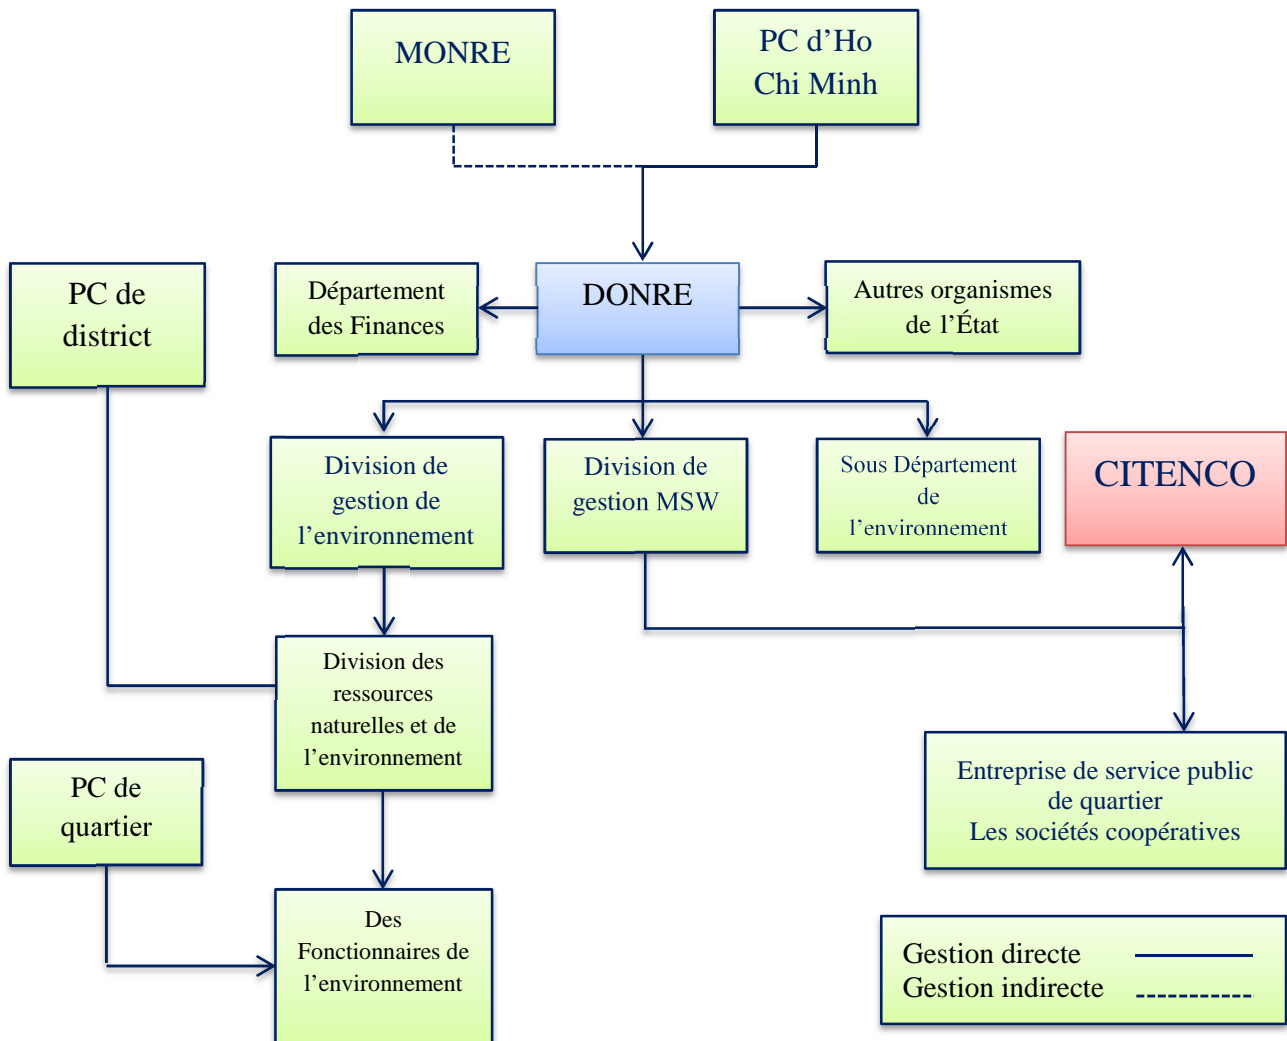 MONRE
PC d’Ho
Chi Minh
PC de
district
Département
des Finances
DONRE
Autres organismes
de l’État
Division de
gestion de
l’environnement
Division de
gestion MSW
Sous Département
de
l’environnement
CITENCO
Division des
ressources
naturelles et de
l’environnement
PC de
quartier
Entreprise de service public
de quartier
Les sociétés coopératives
Des
Fonctionnaires de
l’environnement
Gestion directe
Gestion indirecte